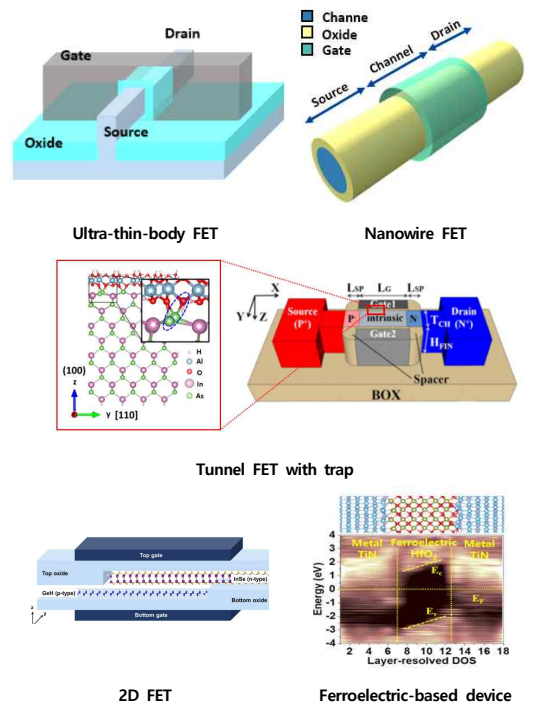 Drain
Gate
Source
Oxide
Channe
Oxide
Gate
Source
Channel
Drain
Ultra-thin-body FET
Nanowire FET
(100)
z
Y [110]
H
Al
O
In
As
X
Y
Z
LSP
LG
LSP
Source
(P+)
Gate1
P
intrinsic
N
Gate2
TCH
HFIN
Drain
(N+)
Spacer
BOX
Tunnel FET with trap
Top gate
Top oxide
InSe (n-type)
GeH (p-type)
Bottom oxide
Bottom gate
z
y
Metal
TiN
Ferroelectric
HfO2
Metal
TiN
Ec
Ev
EF
Energy (eV)
4
3
2
1
0
-1
-2
-3
-4
2 4 6 8 10 12 14 16 18
Layer-resolved DOS
2D FET
Ferroelectric-based device